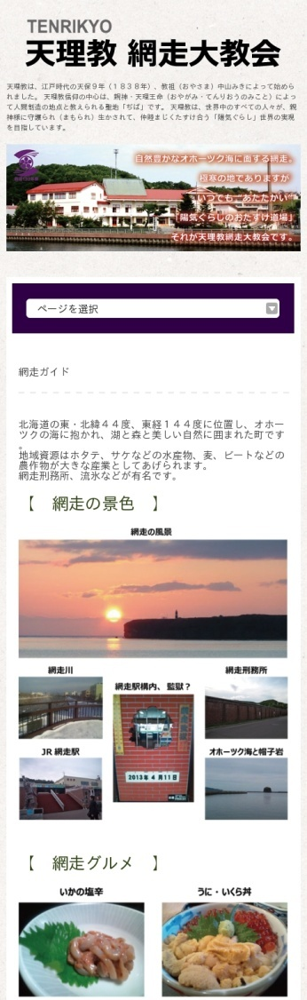 TENRIKYO
天理教 網走大教会
天理教は、江戸時代の天保９年（１８３８年）、教祖（おやさま）中山みきによって始めら
れました。 天理教信仰の中心は、親神・天理王命（おやがみ・てんりおうのみこと）によっ
て人間創造の地点と教えられる聖地「ぢば」です。 天理教は、世界中のすべての人々が、親
神様に守護られ（まもられ）生かされて、仲睦まじくたすけ合う「陽気ぐらし」世界の実現
を目指しています。
自然豊かなオホーツク海に面する網走。
極寒の地でありますが
いつでも“あたたかい”
「陽気ぐらしのおたすけ道場」
それが天理教網走大教会です。
ページを選択
網走ガイド
北海道の東・北緯４４度、東経１４４度に位置し、オホー
ツクの海に抱かれ、湖と森と美しい自然に囲まれた町です
。
地域資源はホタテ、サケなどの水産物、麦、ビートなどの
農作物が大きな産業としてあげられます。
網走刑務所、流氷などが有名です。
【　網走の景色　】
網走の風景
網走川
網走駅構内、 監獄？
網走刑務所
2013年 4月11日
JR 網走駅
オホーツク海と帽子岩
【　網走グルメ　】
いかの塩辛
うに・いくら丼